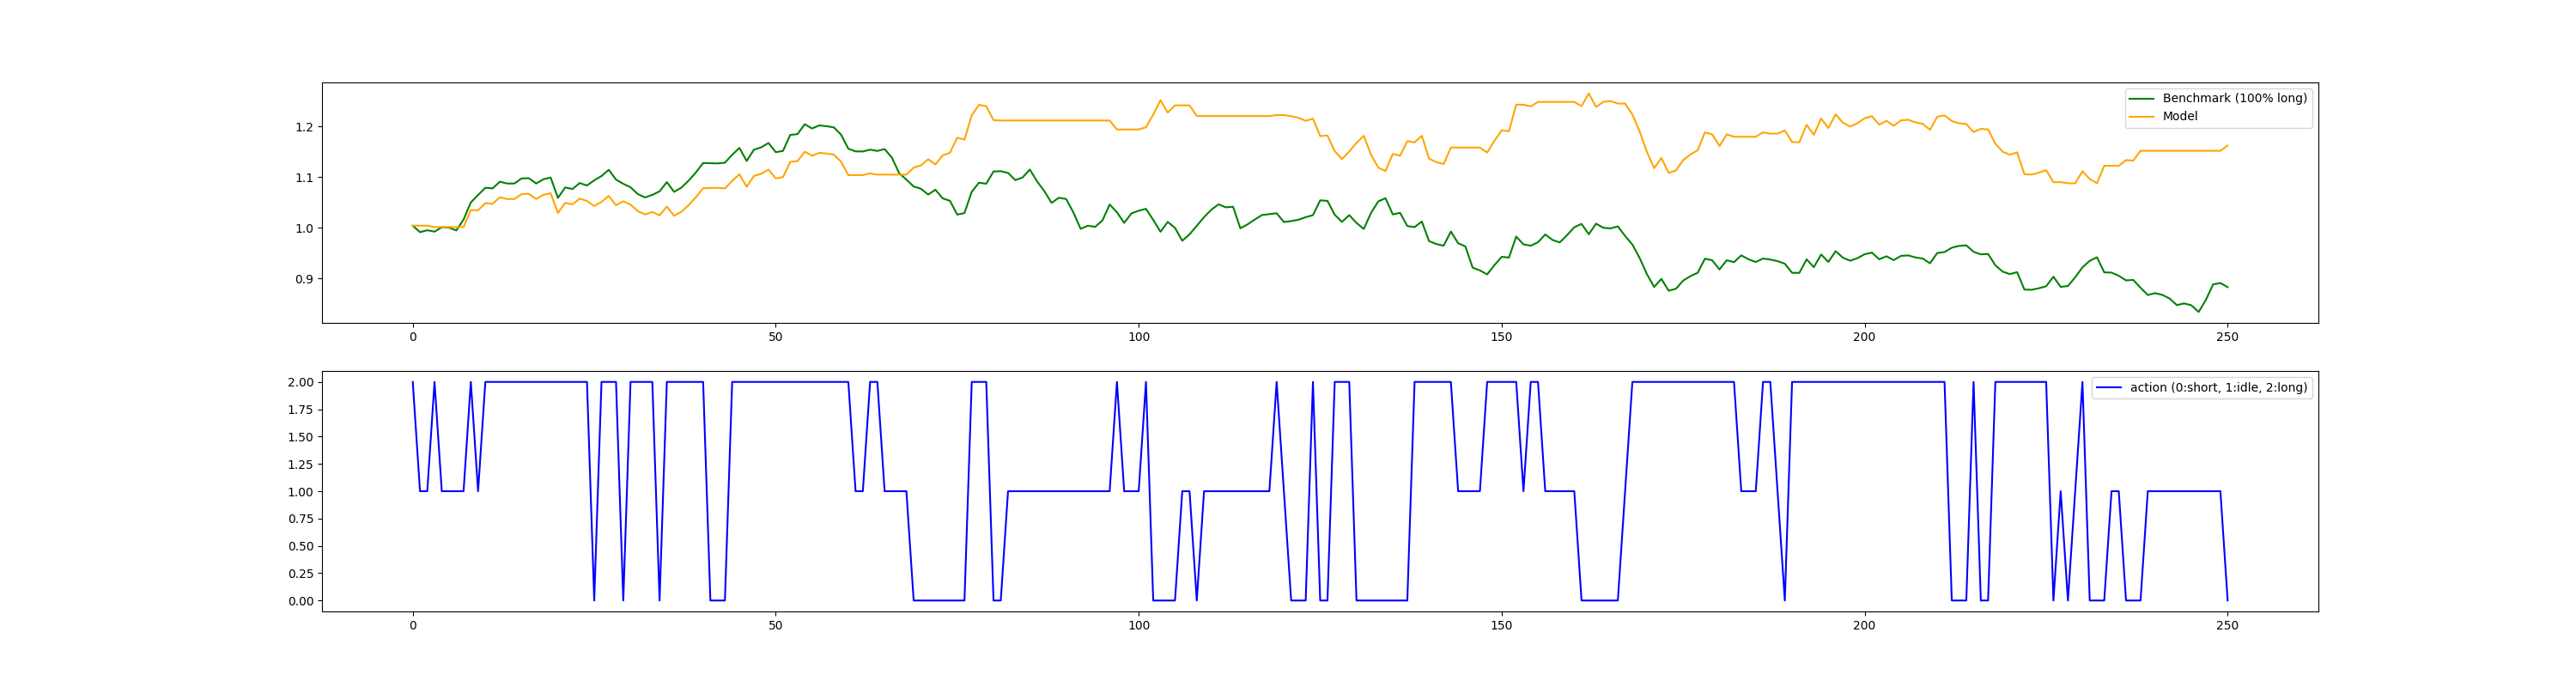 Benchmark (100% long)
Model
1.2
1.1
1.0
0.9
0 50 100 150 200 250
action (0:short, 1:idle, 2:long)
2.00
1.75
1.50
1.25
1.00
0.75
0.50
0.25
0.00
0 50 100 150 200 250